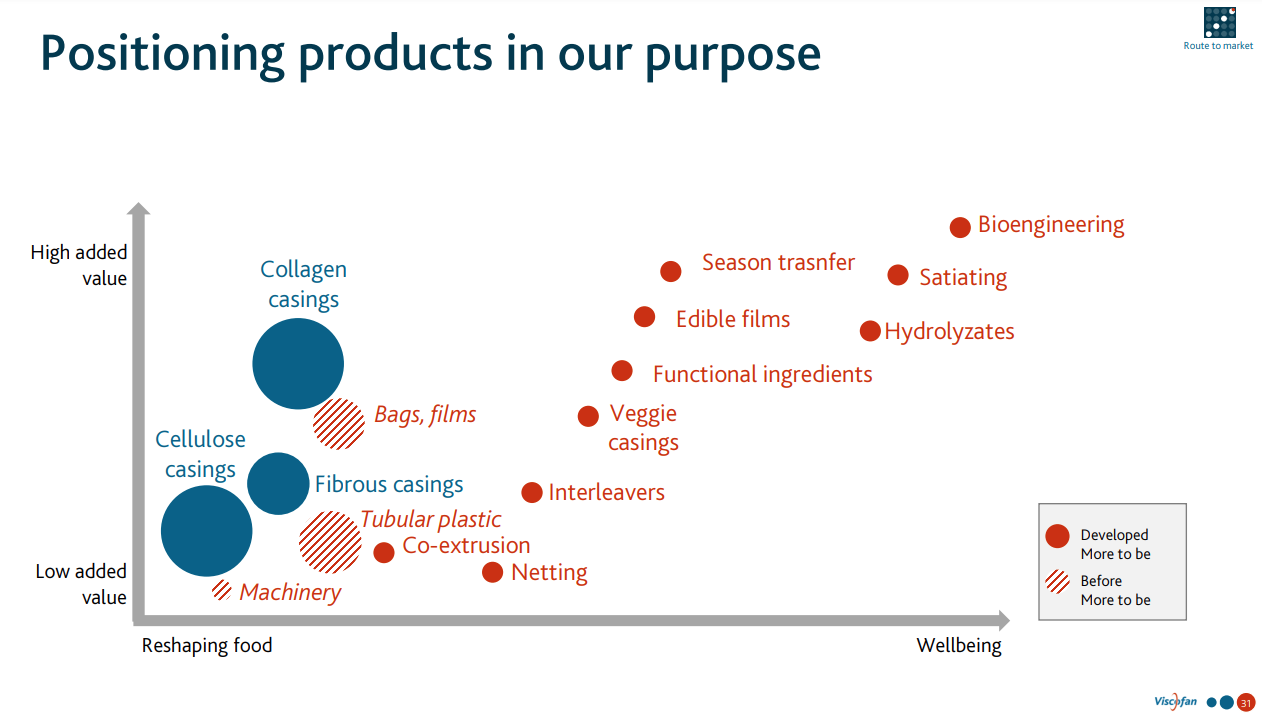 Positioning products in our purpose
Route to market
High added
value
Low added
value
Collagen
casings
Bags, films
Cellulose
casings
Fibrous casings
Tubular plastic
Co-extrusion
Machinery
Netting
Interleavers
Veggie
casings
Functional ingredients
Edible films
Season trasnfer
Bioengineering
Satiating
Hydrolyzates
Developed
More to be
Before
More to be
Reshaping food
Wellbeing
Viscofan
31